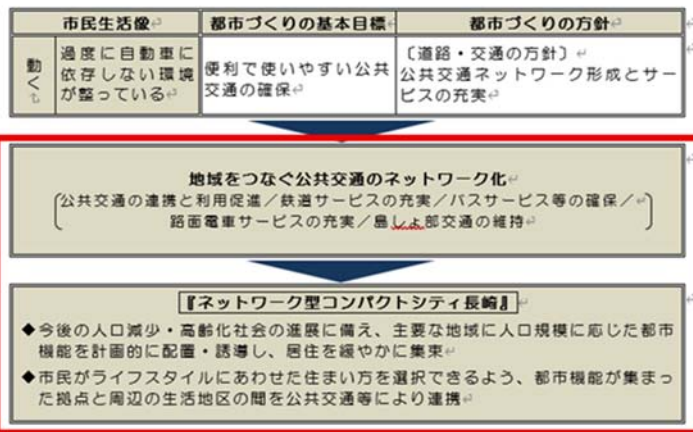 市民生活像
都市づくりの基本目標
都市づくりの方針
動く
過度に自動車に
依存しない環境
が整っている
便利で使いやすい公共
交通の確保
〔道路・交通の方針〕
公共交通ネットワーク形成とサー
ビスの充実
地域をつなぐ公共交通のネットワーク化
公共交通の連携と利用促進/鉄道サービスの充実/バスサービス等の確保/
路面電車サービスの充実/島しょ部交通の維持
『ネットワーク型コンパクトシティ長崎』
◆今後の人口減少・高齢化社会の進展に備え、主要な地域に人口規模に応じた都市
機能を計画的に配置・誘導し、居住を緩やかに集束
◆市民がライフスタイルにあわせた住まい方を選択できるよう、都市機能が集まっ
た拠点と周辺の生活地区の間を公共交通等により連携